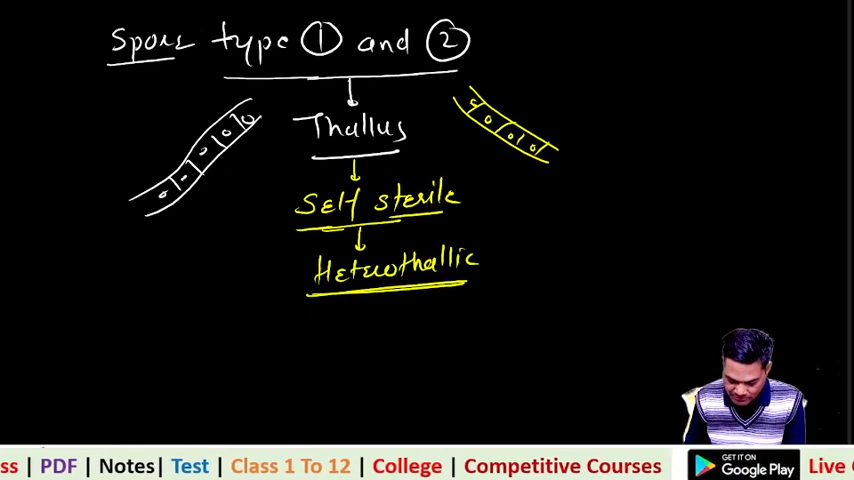 Spore type ① and ②
Thallus
Self sterile
Heterothallic
ss | PDF | Notes| Test | Class 1 To 12 | College | Competitive Courses
GET IT ON
Google Play
Live